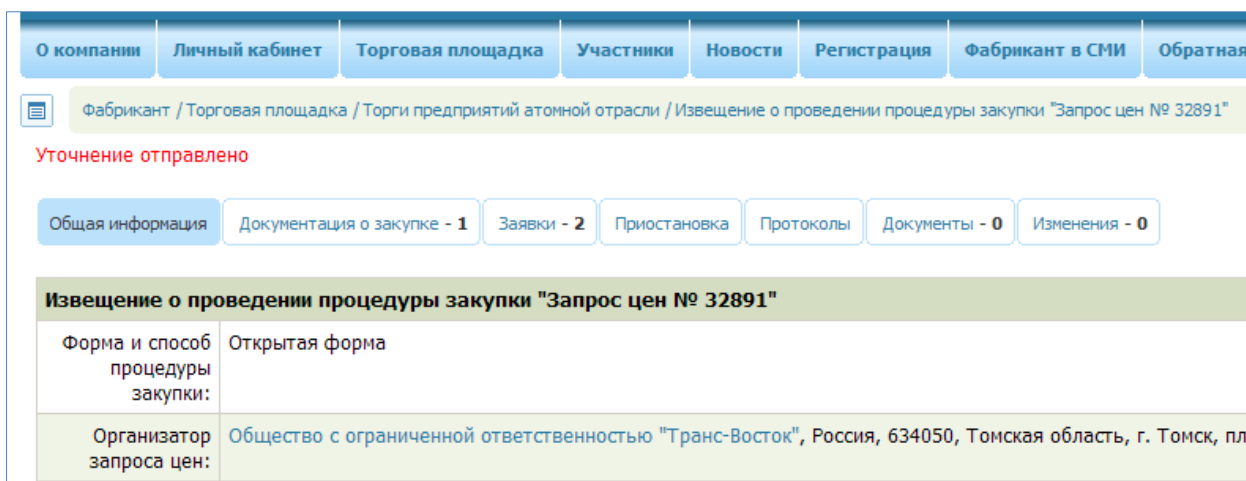 О компании Личный кабинет Торговая площадка Участники Новости Регистрация Фабрикант в СМИ Обратная
Фабрикант / Торговая площадка / Торги предприятий атомной отрасли / Извещение о проведении процедуры закупки "Запрос цен № 32891"
Уточнение отправлено
Общая информация Документация о закупке - 1 Заявки - 2 Приостановка Протоколы Документы - 0 Изменения - 0
Извещение о проведении процедуры закупки "Запрос цен № 32891"
Форма и способ Открытая форма
процедуры
закупки:
Организатор Общество с ограниченной ответственностью "Транс-Восток", Россия, 634050, Томская область, г. Томск, пл
запроса цен: